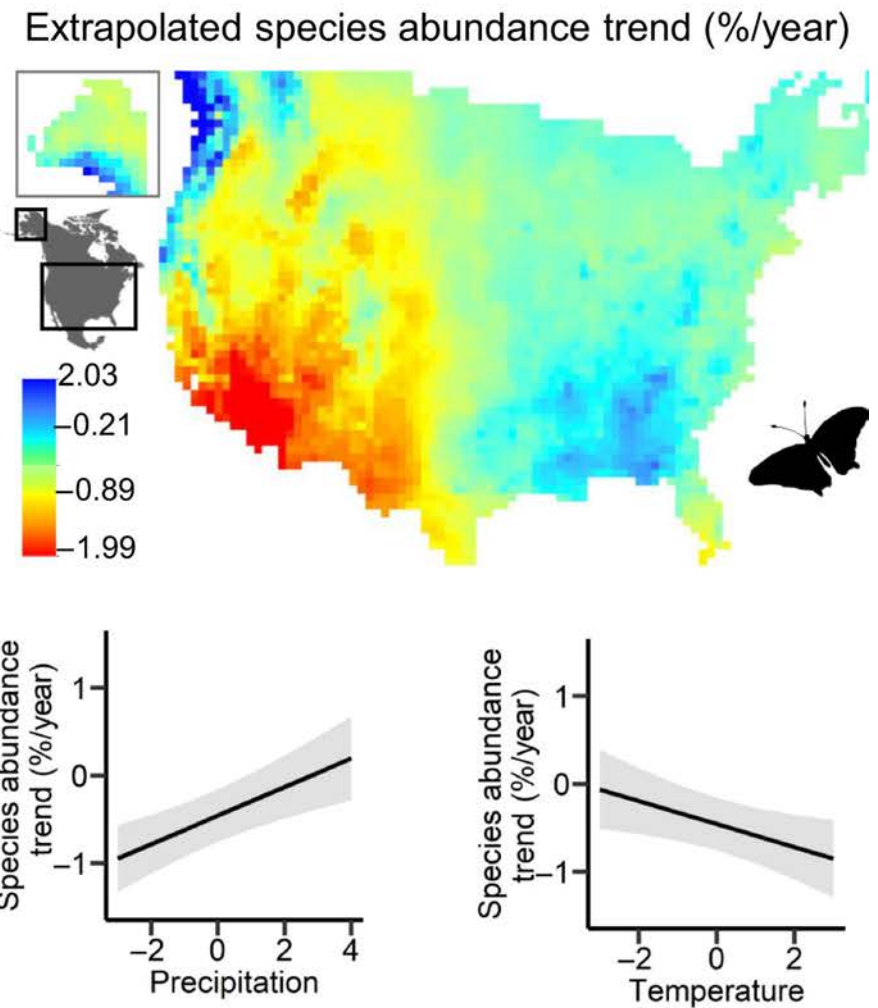 Extrapolated species abundance trend (%/year)
2.03
–0.21
–0.89
–1.99
Species abundance
trend (%/year)
1
0
–1
–2
0
2
4
Precipitation
Species abundance
trend (%/year)
1
0
–1
–2
0
2
Temperature